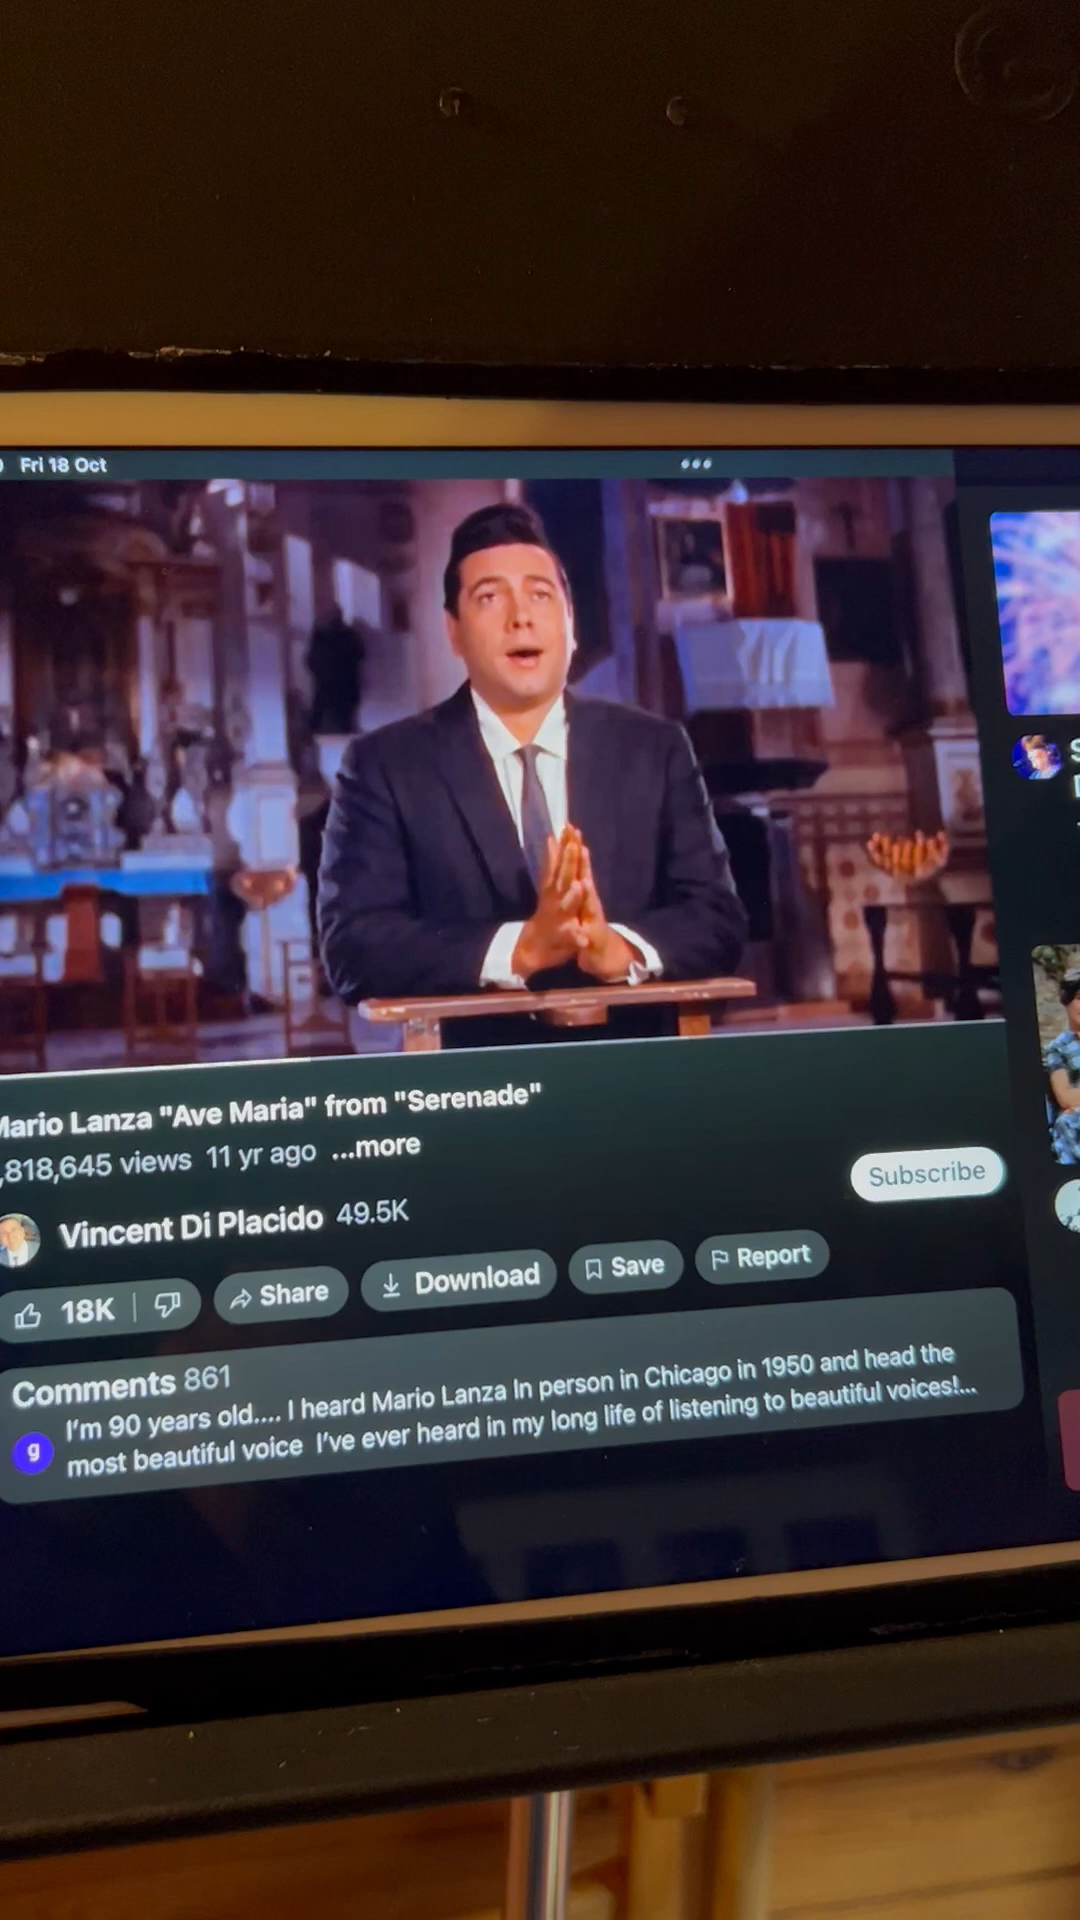 Fri 18 Oct
Mario Lanza "Ave Maria" from "Serenade"
,818,645 views 11 yr ago ...more
Subscribe
Vincent Di Placido 49.5K
18K Share Download Save Report
Comments 861
g
I'm 90 years old.... I heard Mario Lanza In person in Chicago in 1950 and head the
most beautiful voice I've ever heard in my long life of listening to beautiful voices!...